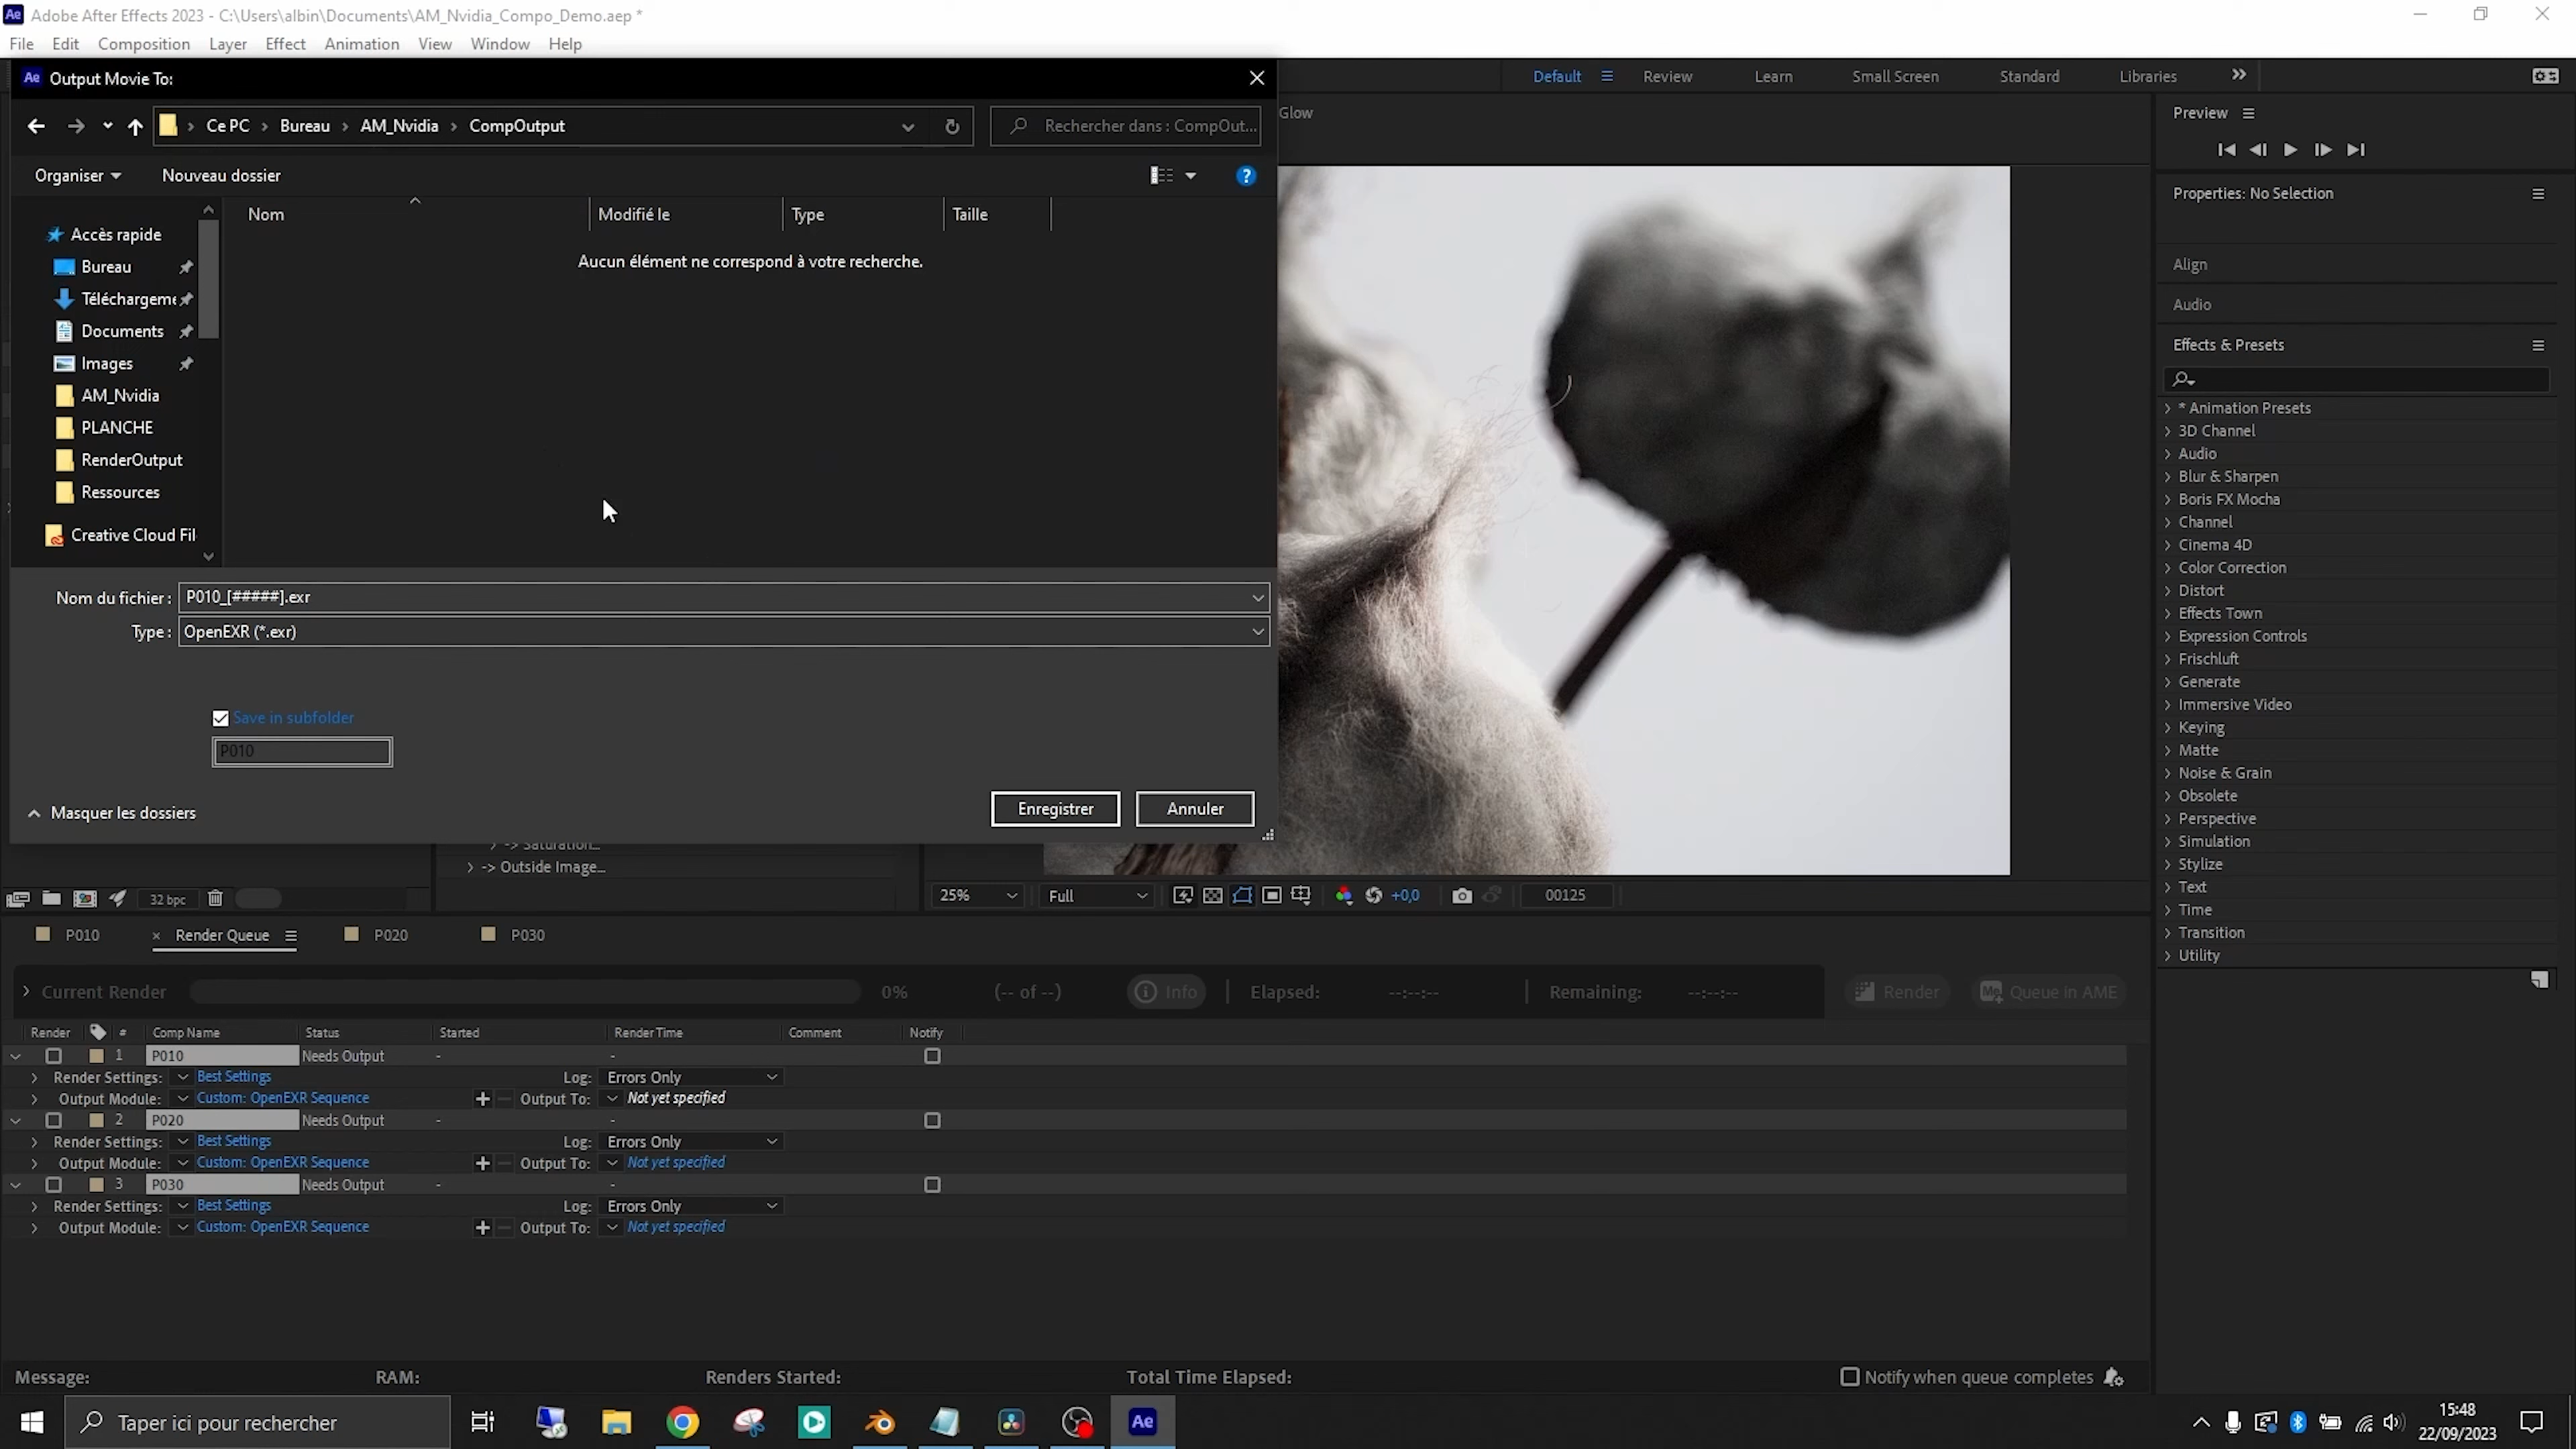 Adobe After Effects 2023 - C:\Users\albin\Documents\AM_Nvidia_Compo_Demo.aep *
File Edit Composition Layer Effect Animation View Window Help
Output Movie To:
Default Review Learn Small Screen Standard Libraries
Ce PC Bureau AM_Nvidia CompOutput
Rechercher dans : CompOut...
Glow
Preview
Organiser Nouveau dossier
Properties: No Selection
Nom Modifié le Type Taille
Aucun élément ne correspond à votre recherche.
Accès rapide
Bureau
Téléchargeme
Documents
Images
AM_Nvidia
PLANCHE
RenderOutput
Ressources
Creative Cloud Fil
Align
Audio
Effects & Presets
* Animation Presets
3D Channel
Audio
Blur & Sharpen
Boris FX Mocha
Channel
Cinema 4D
Color Correction
Distort
Effects Town
Expression Controls
Frischluft
Generate
Immersive Video
Keying
Matte
Noise & Grain
Obsolete
Perspective
Simulation
Stylize
Text
Time
Transition
Utility
Nom du fichier : P010_[#####].exr
Type : OpenEXR (*.exr)
Save in subfolder
P010
Masquer les dossiers
Enregistrer Annuler
-> Saturation...
-> Outside Image...
32 bpc
25% Full +0,0 00125
P010 Render Queue P020 P030
Current Render 0% (-- of --) Info Elapsed: --:--:-- Remaining: --:--:-- Render Queue in AME
Render # Comp Name Status Started Render Time Comment Notify
1 P010 Needs Output - -
Render Settings: Best Settings Log: Errors Only
Output Module: Custom: OpenEXR Sequence Output To: Not yet specified
2 P020 Needs Output - -
Render Settings: Best Settings Log: Errors Only
Output Module: Custom: OpenEXR Sequence Output To: Not yet specified
3 P030 Needs Output - -
Render Settings: Best Settings Log: Errors Only
Output Module: Custom: OpenEXR Sequence Output To: Not yet specified
Message: RAM: Renders Started: Total Time Elapsed: Notify when queue completes
Taper ici pour rechercher
Ae
15:48
22/09/2023